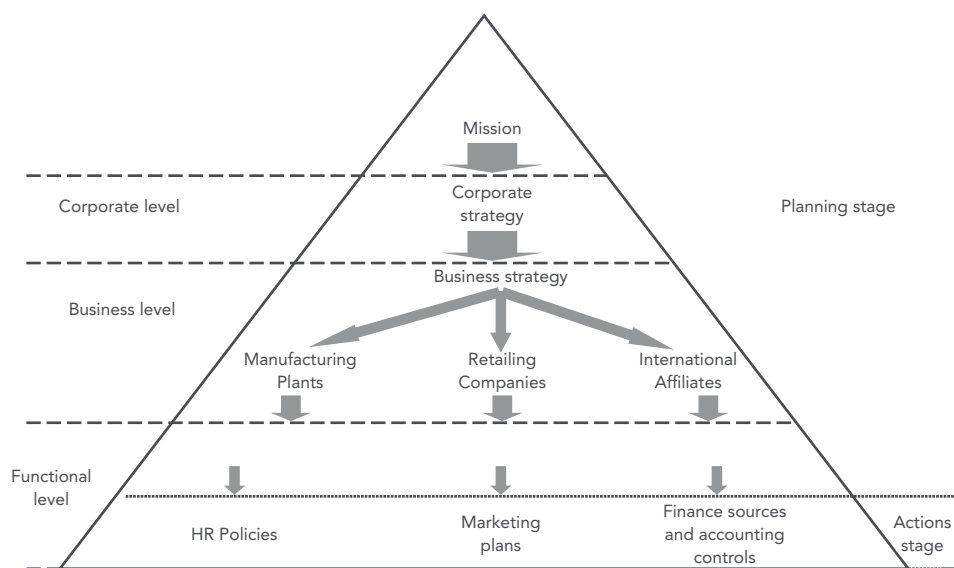 Mission
Corporate level
Corporate
strategy
Planning stage
Business strategy
Business level
Manufacturing
Plants
Retailing
Companies
International
Affiliates
Functional
level
HR Policies
Marketing
plans
Finance sources
and accounting
controls
Actions
stage